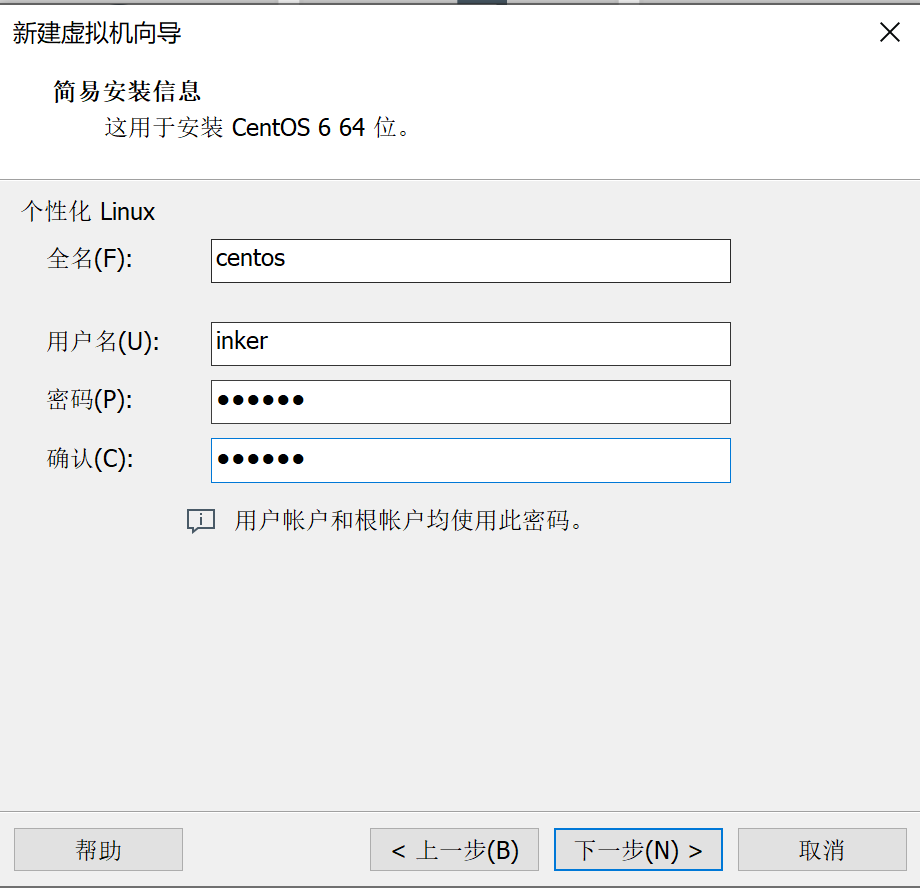 新建虚拟机向导
简易安装信息
这用于安装 CentOS 6 64 位。
个性化 Linux
全名(F): centos
用户名(U): inker
密码(P): ●●●●●●
确认(C): ●●●●●●
用户帐户和根帐户均使用此密码。
帮助 < 上一步(B) 下一步(N) > 取消